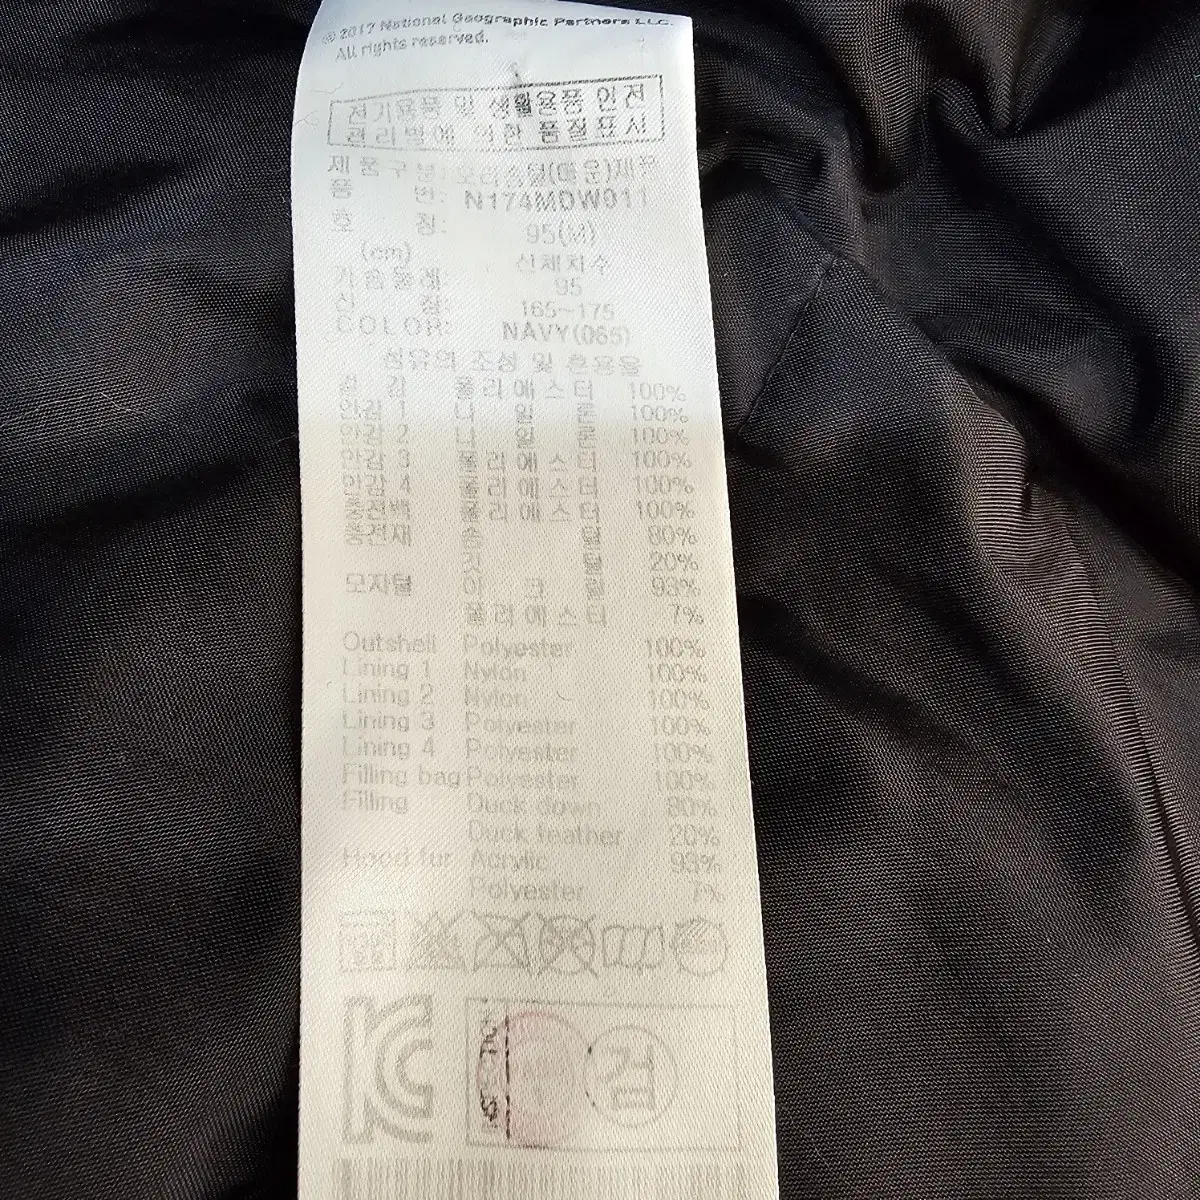 © 2017 National Geographic Partners LLC.
All rights reserved.
전기용품 및 생활용품 안전
관리법에 의한 품질표시
제품구분: 오리솜털(다운)제품
품 번: N174MDW011
호 칭: 95(M)
(cm) 신체치수
가슴둘레: 95
신 장: 165~175
COLOR: NAVY(065)
섬유의 조성 및 혼용율
겉 감 폴리에스터 100%
안감 1 나 일 론 100%
안감 2 나 일 론 100%
안감 3 폴리에스터 100%
안감 4 폴리에스터 100%
충전백 폴리에스터 100%
충전재 솜 털 80%
깃 털 20%
모자털 아 크 릴 93%
폴리에스터 7%
Outshell Polyester 100%
Lining 1 Nylon 100%
Lining 2 Nylon 100%
Lining 3 Polyester 100%
Lining 4 Polyester 100%
Filling bag Polyester 100%
Filling Duck down 80%
Duck feather 20%
Hood fur Acrylic 93%
Polyester 7%
검